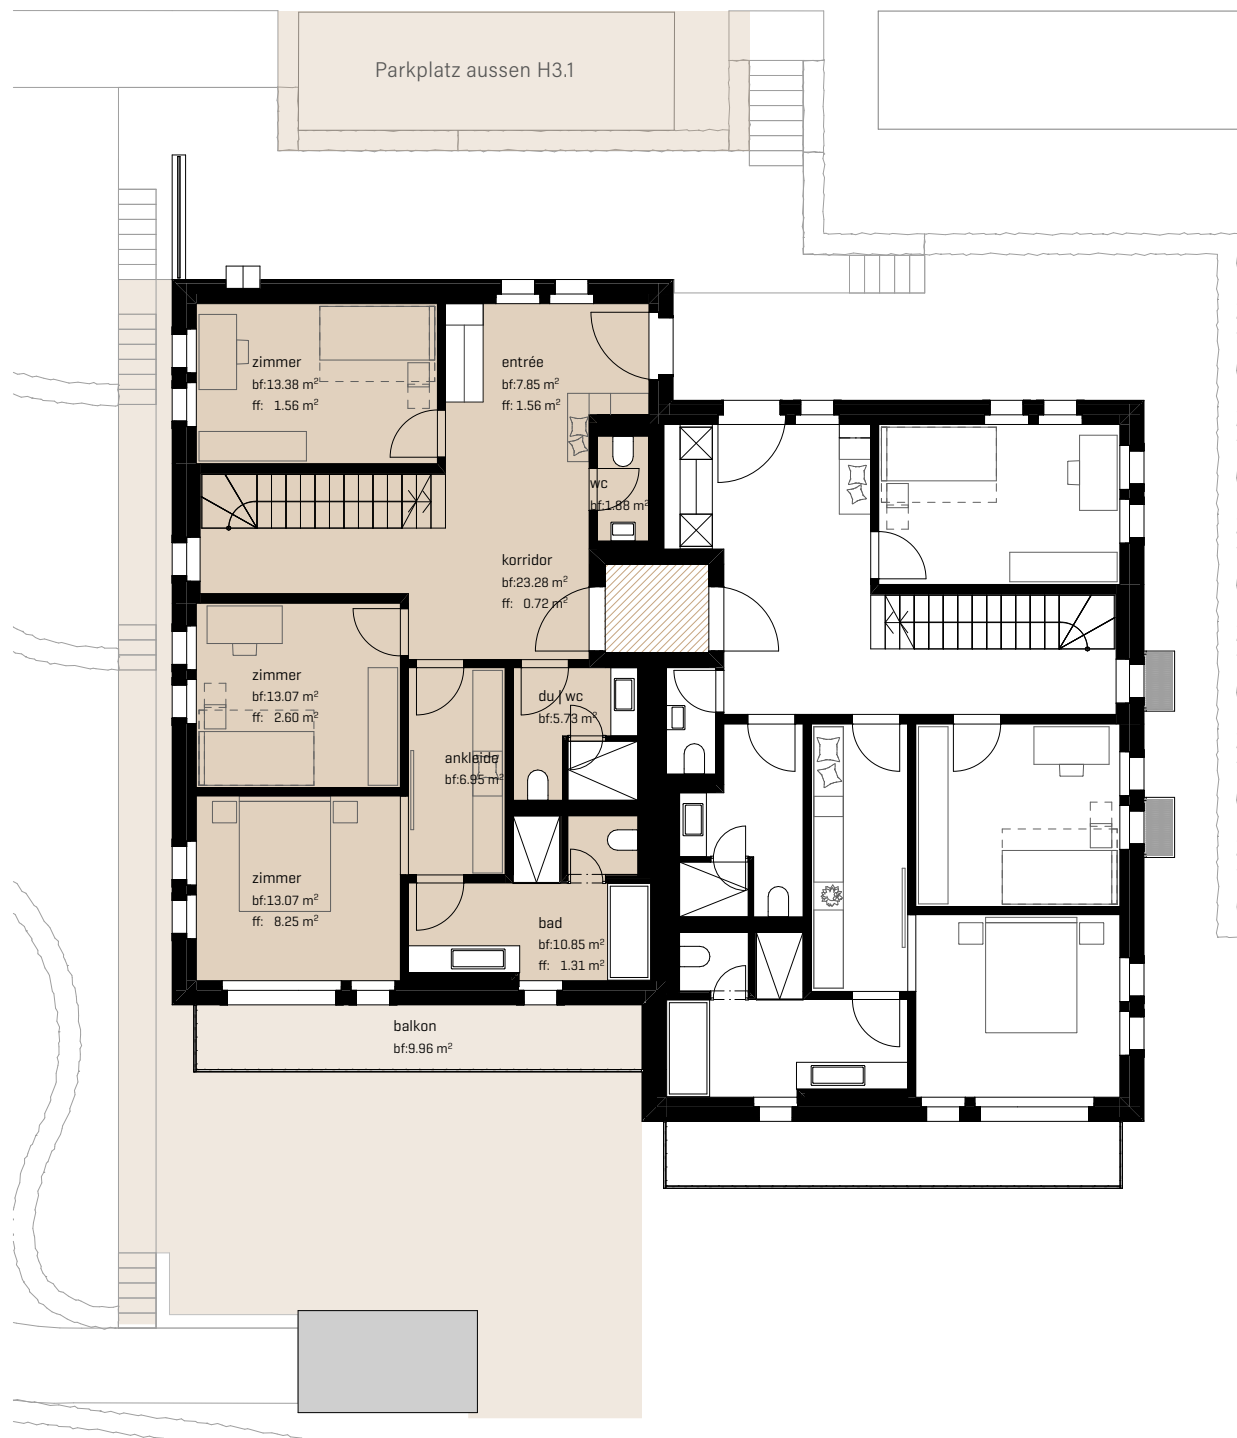 Parkplatz aussen H3.1
zimmer
bf:13.38 m²
ff: 1.56 m²
entrée
bf:7.85 m²
ff: 1.56 m²
wc
bf:1.88 m²
korridor
bf:23.28 m²
ff: 0.72 m²
zimmer
bf:13.07 m²
ff: 2.60 m²
du | wc
bf:5.73 m²
ankleide
bf:6.95 m²
zimmer
bf:13.07 m²
ff: 8.25 m²
bad
bf:10.85 m²
ff: 1.31 m²
balkon
bf:9.96 m²